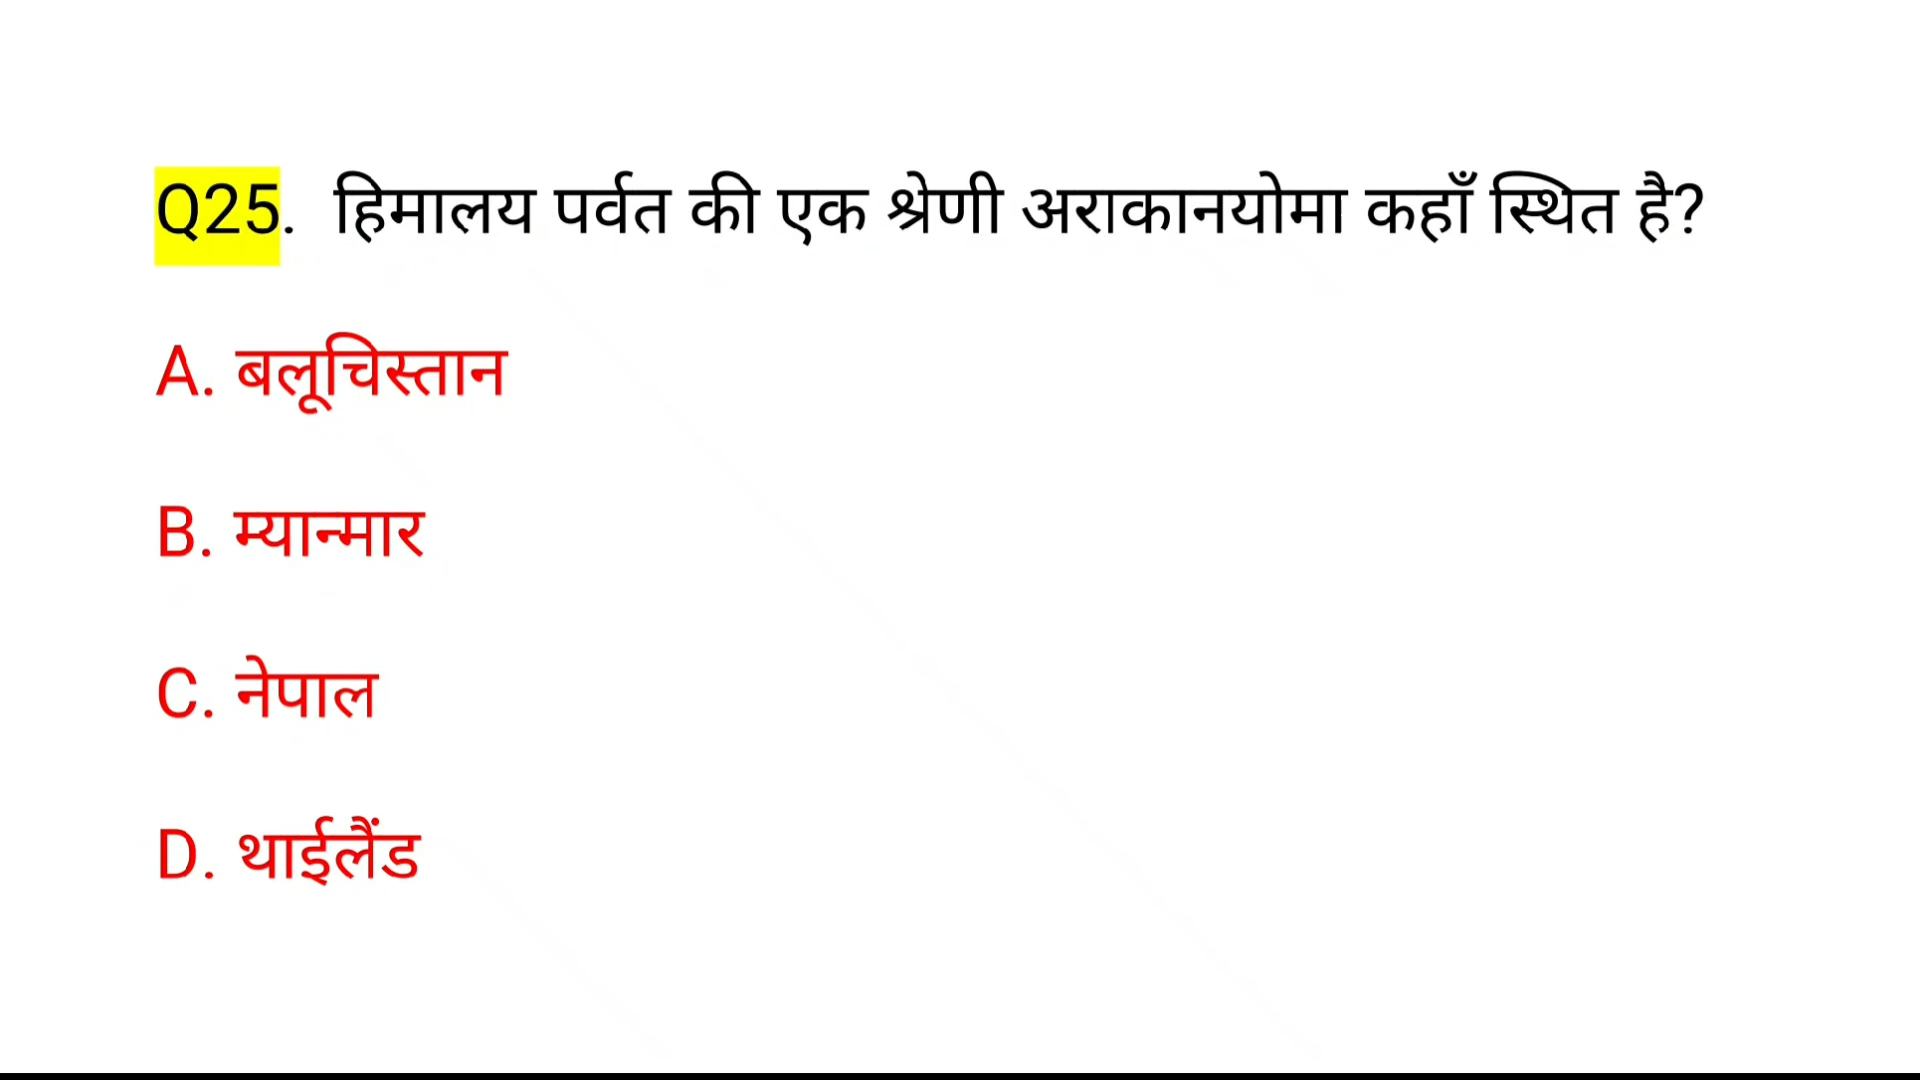 Q25. हिमालय पर्वत की एक श्रेणी अराकानयोमा कहाँ स्थित है?
A. बलूचिस्तान
B. म्यान्मार
C. नेपाल
D. थाईलैंड